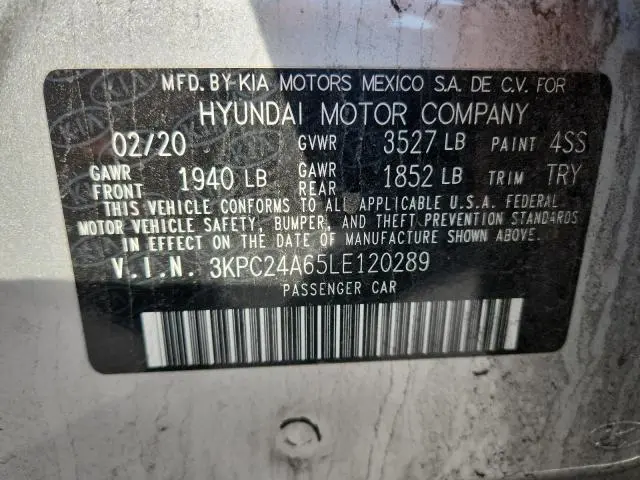 MFD. BY KIA MOTORS MEXICO S.A. DE C.V. FOR
HYUNDAI MOTOR COMPANY
02/20 GVWR 3527 LB PAINT 4SS
GAWR FRONT 1940 LB GAWR REAR 1852 LB TRIM TRY
THIS VEHICLE CONFORMS TO ALL APPLICABLE U.S.A. FEDERAL
MOTOR VEHICLE SAFETY, BUMPER, AND THEFT PREVENTION STANDARDS
IN EFFECT ON THE DATE OF MANUFACTURE SHOWN ABOVE.
V.I.N. 3KPC24A65LE120289
PASSENGER CAR